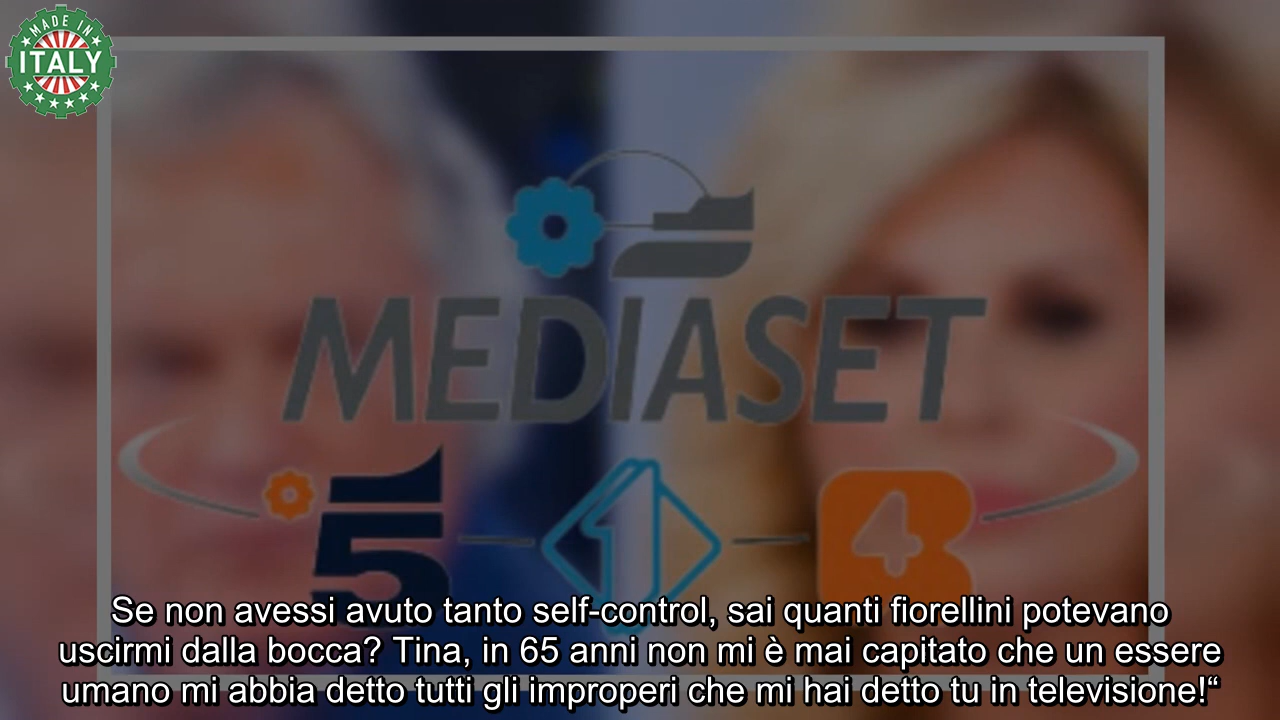 MADE IN
ITALY
MEDIASET
5
1
4
Se non avessi avuto tanto self-control, sai quanti fiorellini potevano
uscirmi dalla bocca? Tina, in 65 anni non mi è mai capitato che un essere
umano mi abbia detto tutti gli improperi che mi hai detto tu in televisione!“